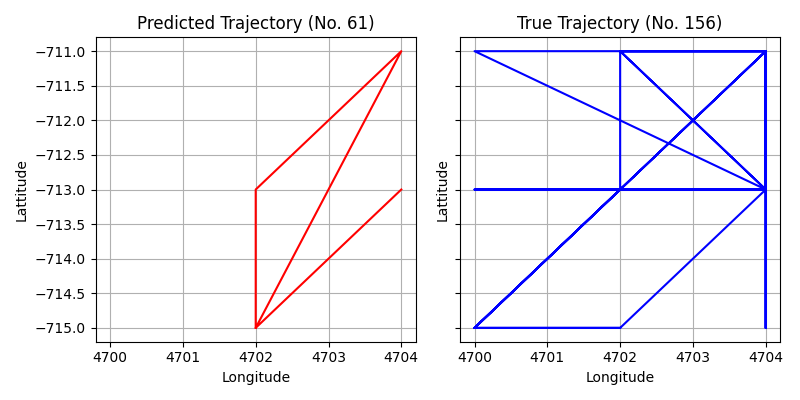 Predicted Trajectory (No. 61)
True Trajectory (No. 156)
−711.0
−711.5
−712.0
−712.5
−713.0
−713.5
−714.0
−714.5
−715.0
Lattitude
Lattitude
4700 4701 4702 4703 4704
4700 4701 4702 4703 4704
Longitude
Longitude